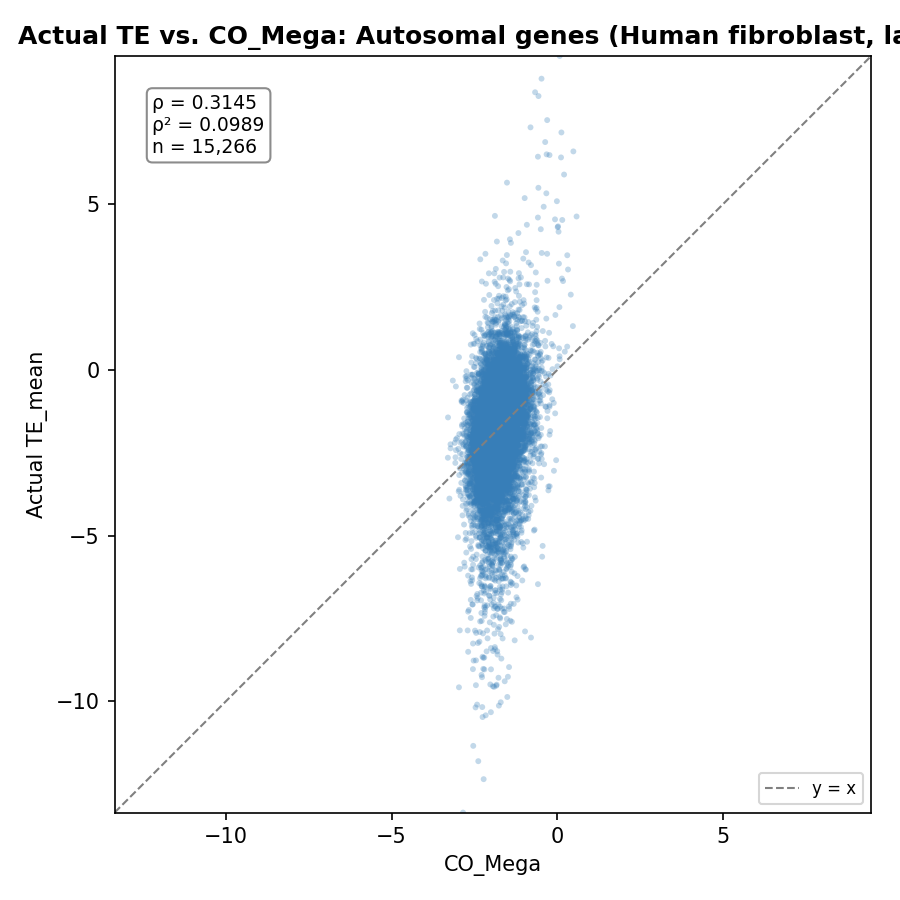 Actual TE vs. CO_Mega: Autosomal genes (Human fibroblast, la
ρ = 0.3145
ρ² = 0.0989
n = 15,266
5
0
−5
−10
Actual TE_mean
y = x
−10
−5
0
5
CO_Mega